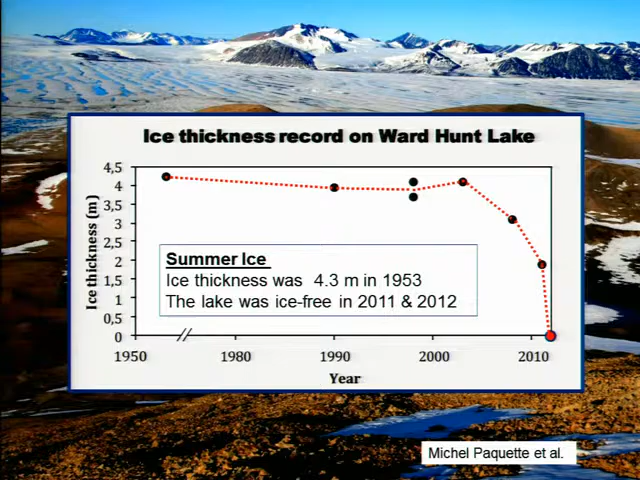 Ice thickness record on Ward Hunt Lake
Ice thickness (m)
4,5
4
3,5
3
2,5
2
1,5
1
0,5
0
Summer Ice
Ice thickness was 4.3 m in 1953
The lake was ice-free in 2011 & 2012
1950 1980 1990 2000 2010
Year
Michel Paquette et al.